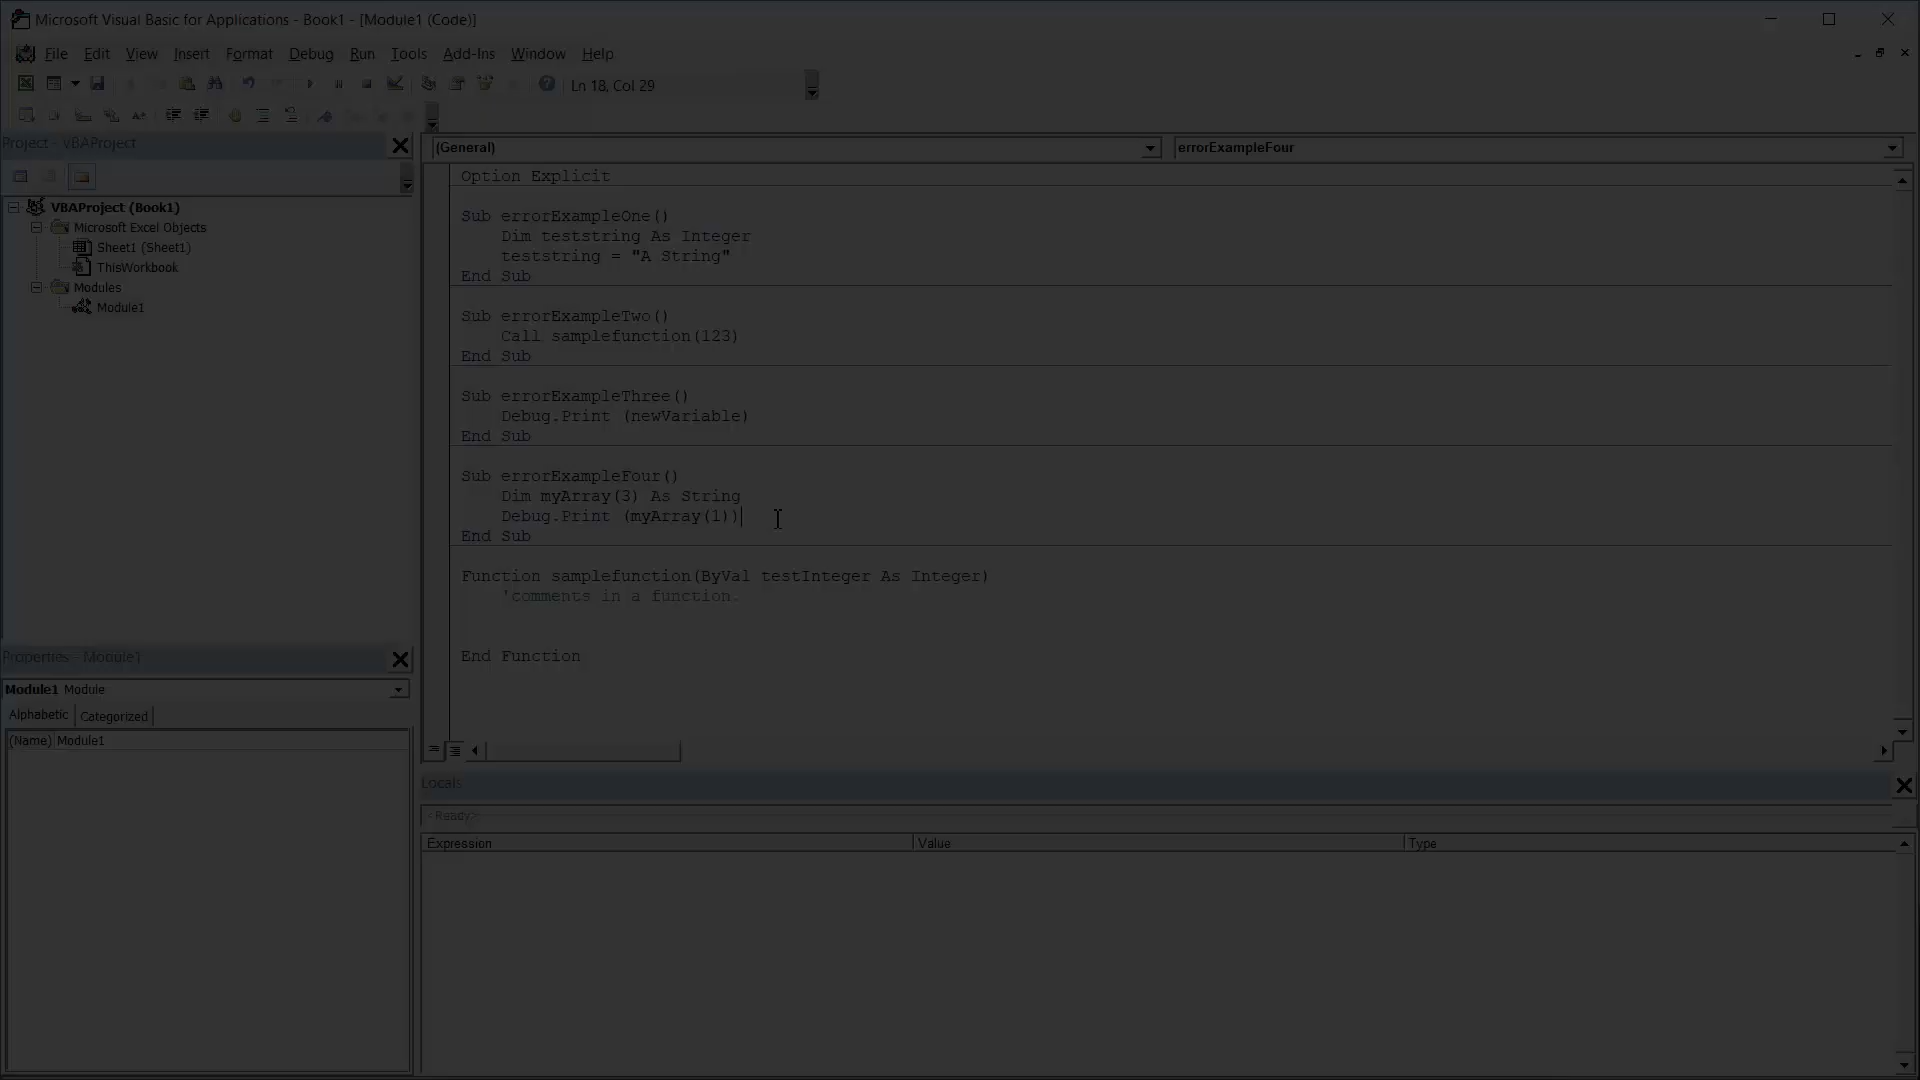 Microsoft Visual Basic for Applications - Book1 - [Module1 (Code)]
File Edit View Insert Format Debug Run Tools Add-Ins Window Help
Ln 18, Col 29
Project - VBAProject
(General)
errorExampleFour
VBAProject (Book1)
Microsoft Excel Objects
Sheet1 (Sheet1)
ThisWorkbook
Modules
Module1
Option Explicit
Sub errorExampleOne()
Dim teststring As Integer
teststring = "A String"
End Sub
Sub errorExampleTwo()
Call samplefunction(123)
End Sub
Sub errorExampleThree()
Debug.Print (newVariable)
End Sub
Sub errorExampleFour()
Dim myArray(3) As String
Debug.Print (myArray(1))
End Sub
Function samplefunction(ByVal testInteger As Integer)
'comments in a function.
End Function
Properties - Module1
Module1 Module
Alphabetic Categorized
(Name) Module1
Locals
<Ready>
Expression Value Type